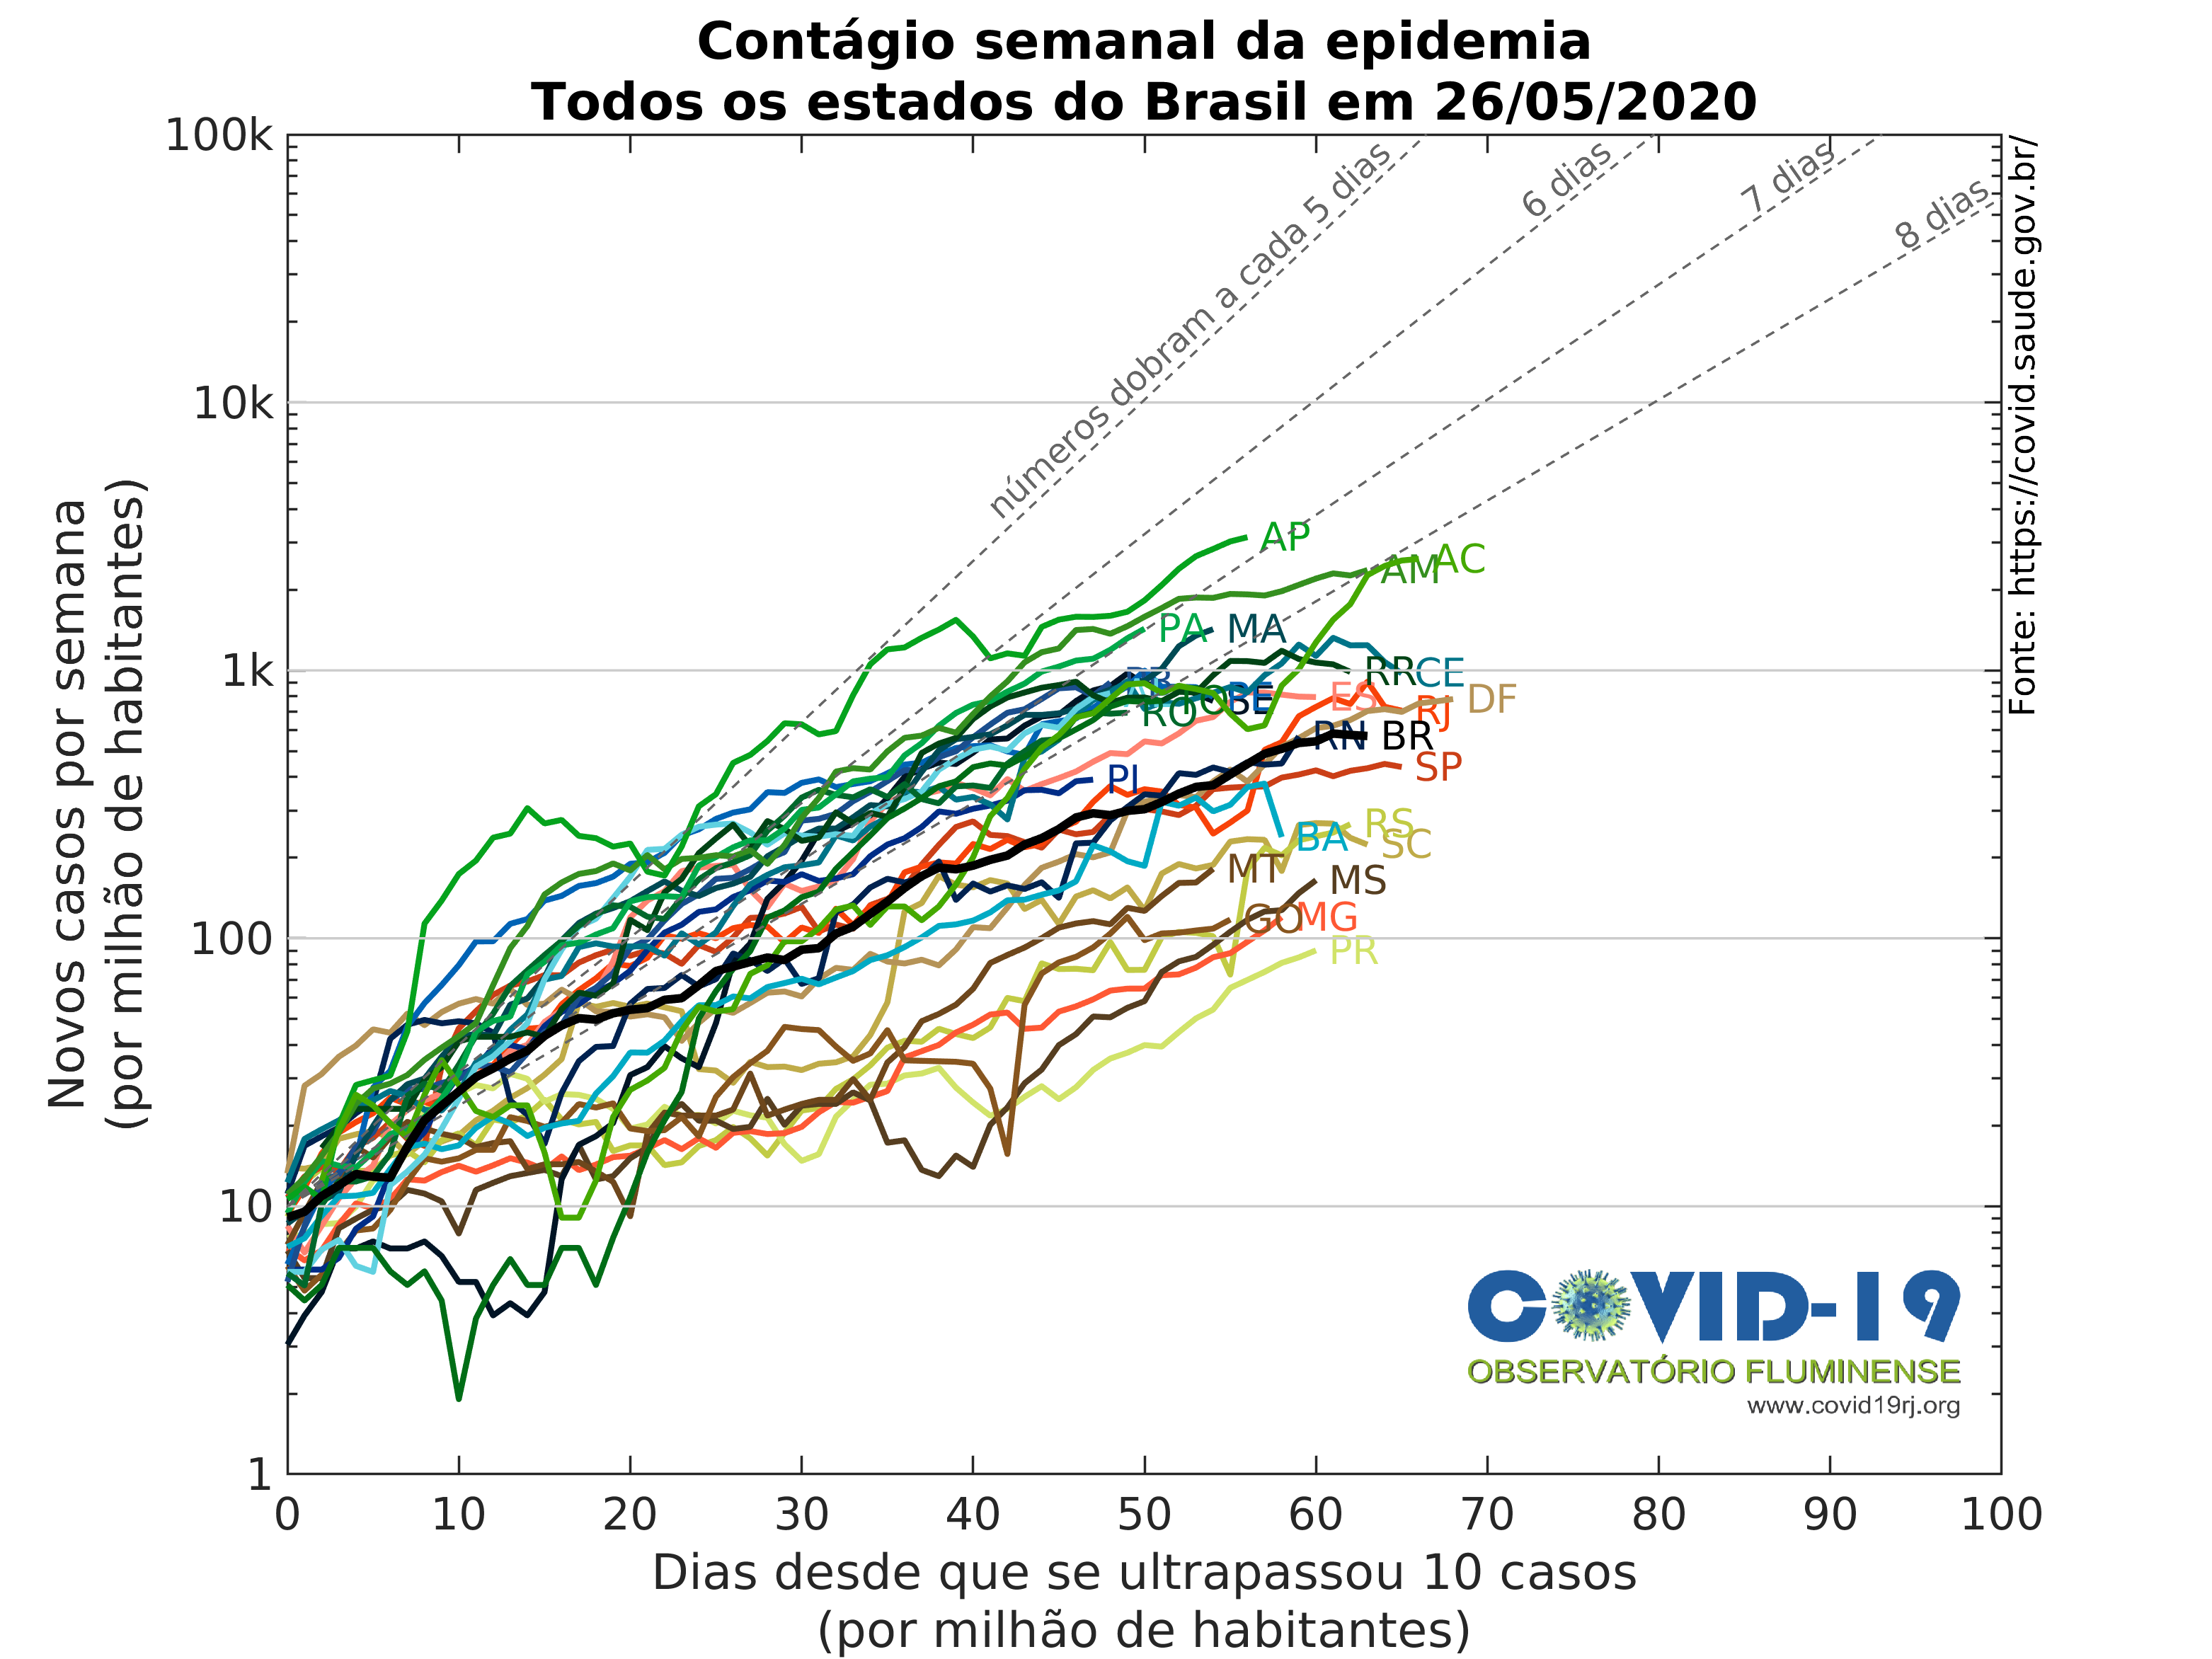 Contágio semanal da epidemia
Todos os estados do Brasil em 26/05/2020
Novos casos por semana
(por milhão de habitantes)
100k
10k
1k
100
10
1
números dobram a cada 5 dias
6 dias
7 dias
8 dias
Fonte: https://covid.saude.gov.br/
AP
AM
AC
PA
MA
RR
CE
TO
SE
PE
ES
RJ
DF
RO
RN
BR
SP
PI
RS
SC
BA
MT
MS
GO
MG
PR
COVID-19
OBSERVATÓRIO FLUMINENSE
www.covid19rj.org
0 10 20 30 40 50 60 70 80 90 100
Dias desde que se ultrapassou 10 casos
(por milhão de habitantes)